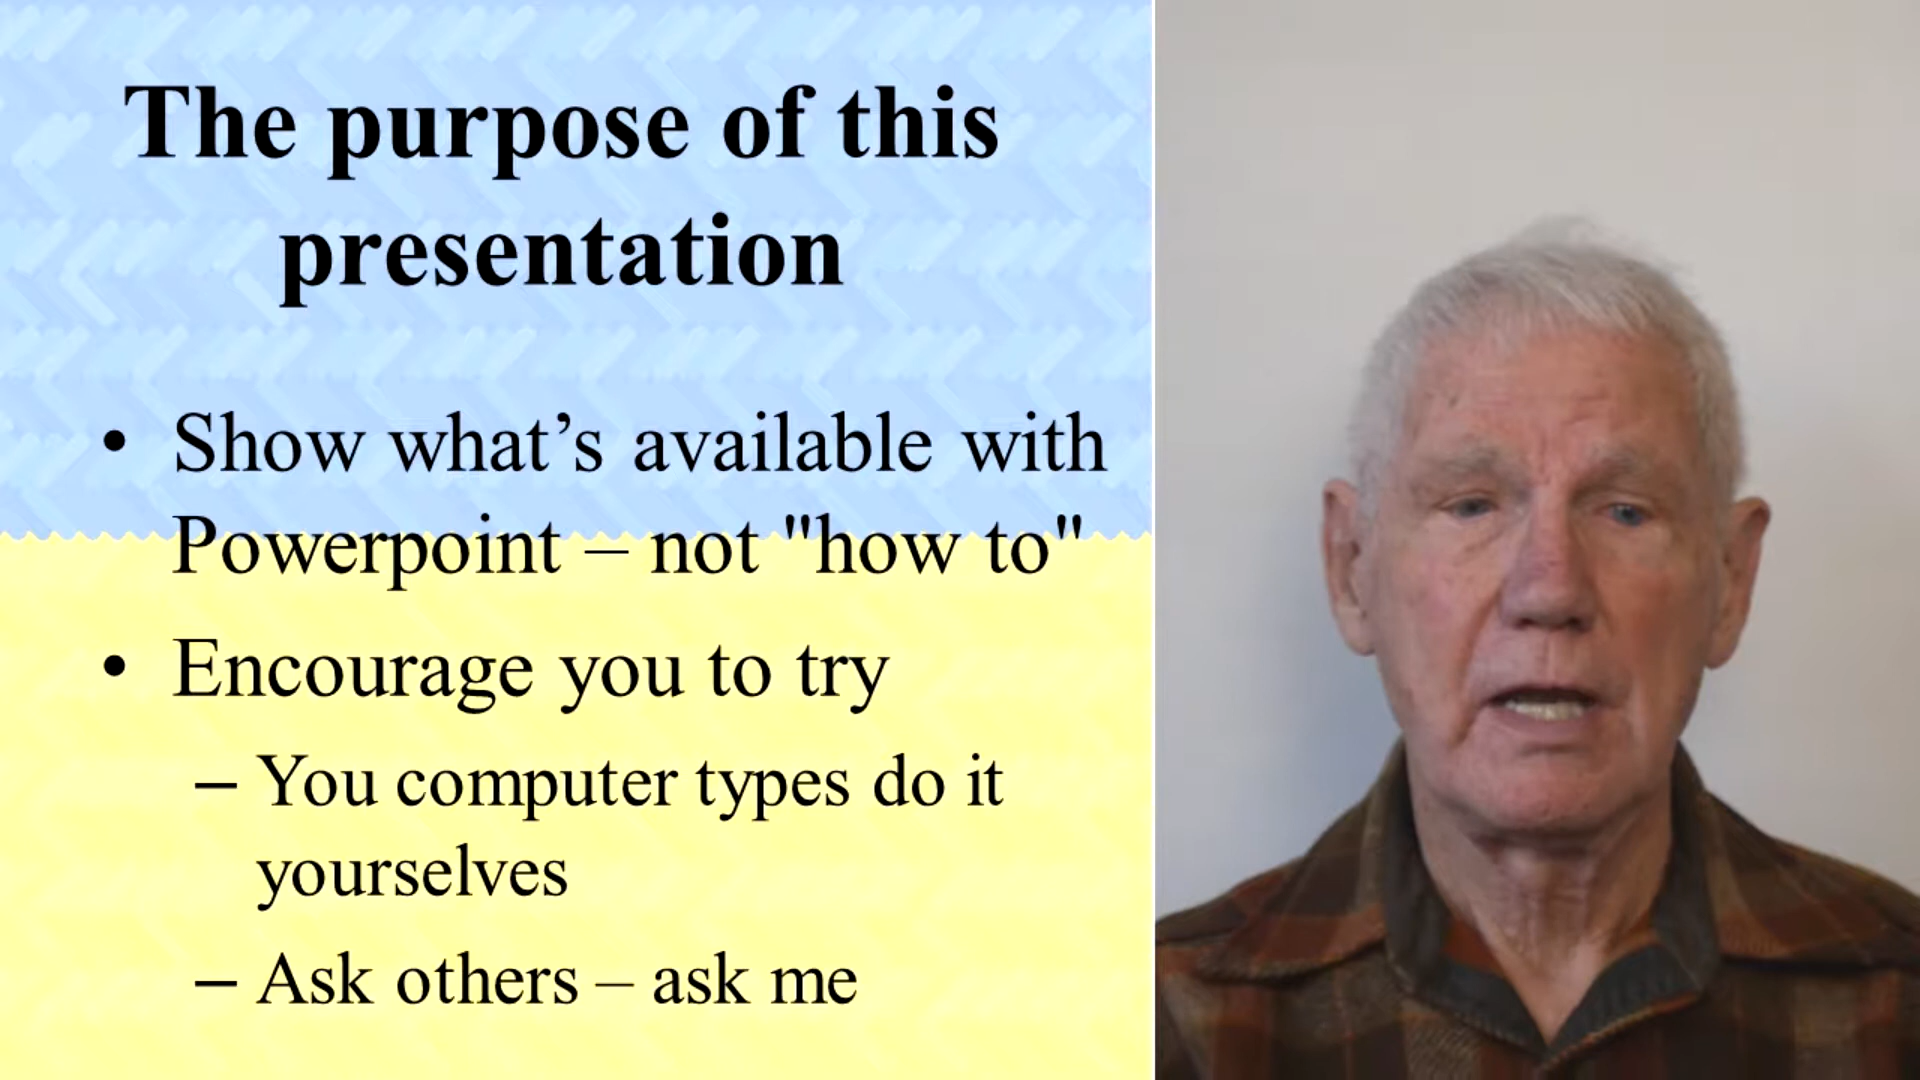 The purpose of this
presentation
• Show what’s available with
Powerpoint – not "how to"
• Encourage you to try
– You computer types do it
yourselves
– Ask others – ask me